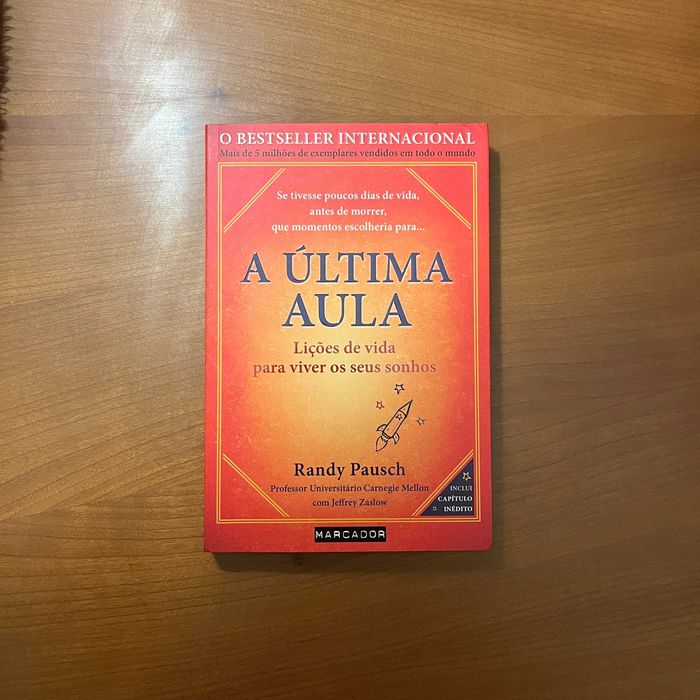 O BESTSELLER INTERNACIONAL
Mais de 5 milhões de exemplares vendidos em todo o mundo
Se tivesse poucos dias de vida,
antes de morrer,
que momentos escolheria para...
A ÚLTIMA
AULA
Lições de vida
para viver os seus sonhos
Randy Pausch
Professor Universitário Carnegie Mellon
com Jeffrey Zaslow
INCLUI
CAPÍTULO
INÉDITO
MARCADOR